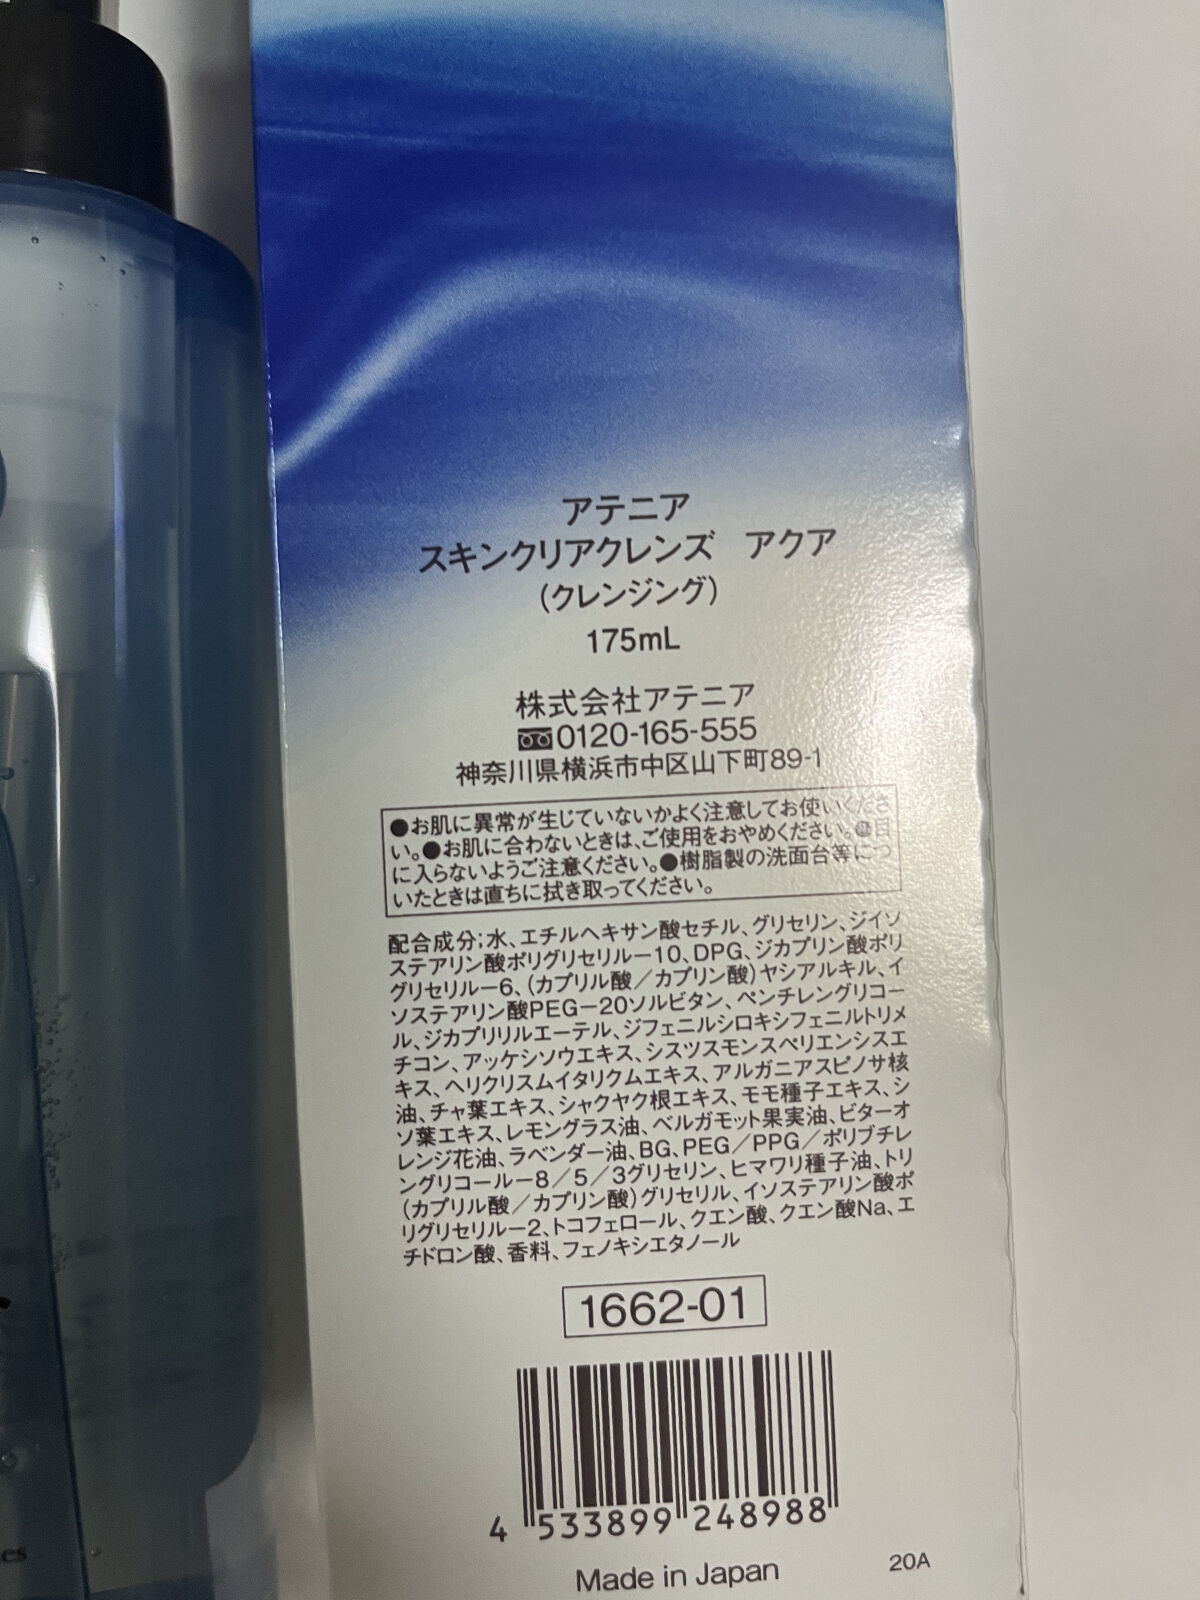 アテニア
スキンクリアクレンズ　アクア
(クレンジング)
175mL
株式会社アテニア
0120-165-555
神奈川県横浜市中区山下町89-1
●お肌に異常が生じていないかよく注意してお使いくださ
い。●お肌に合わないときは、ご使用をおやめください。●目
に入らないようご注意ください。●樹脂製の洗面台等につ
いたときは直ちに拭き取ってください。
配合成分;水、エチルヘキサン酸セチル、グリセリン、ジイソ
ステアリン酸ポリグリセリルー10、DPG、ジカプリン酸ポリ
グリセリルー6、(カプリル酸／カプリン酸)ヤシアルキル、イ
ソステアリン酸PEG−20ソルビタン、ペンチレングリコー
ル、ジカプリリルエーテル、ジフェニルシロキシフェニルトリメ
チコン、アッケシソウエキス、シスツスモンスペリエンシスエ
キス、ヘリクリスムイタリクムエキス、アルガニアスピノサ核
油、チャ葉エキス、シャクヤク根エキス、モモ種子エキス、シ
ソ葉エキス、レモングラス油、ベルガモット果実油、ビターオ
レンジ花油、ラベンダー油、BG、PEG／PPG／ポリブチレ
ングリコールー8／5／3グリセリン、ヒマワリ種子油、トリ
(カプリル酸／カプリン酸)グリセリル、イソステアリン酸ポ
リグリセリルー2、トコフェロール、クエン酸、クエン酸Na、エ
チドロン酸、香料、フェノキシエタノール
1662-01
4 533899 248988
Made in Japan
20A
es